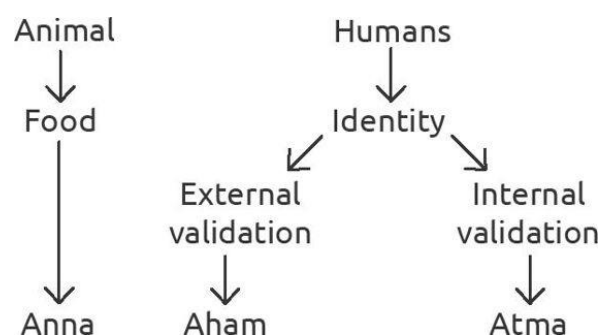 Animal
Humans
Food
Identity
External
validation
Internal
validation
Anna
Aham
Atma